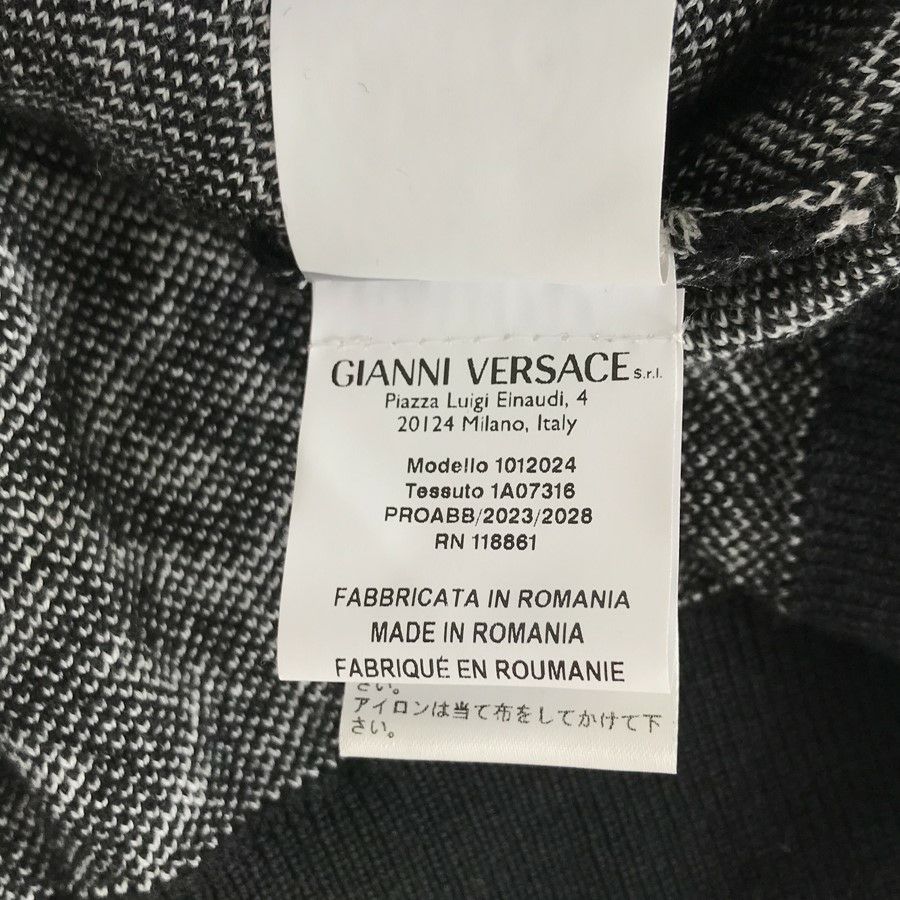 GIANNI VERSACE S.r.l.
Piazza Luigi Einaudi, 4
20124 Milano, Italy
Modello 1012024
Tessuto 1A07316
PROABB/2023/2028
RN 118861
FABBRICATA IN ROMANIA
MADE IN ROMANIA
FABRIQUÉ EN ROUMANIE
さい。
アイロンは当て布をしてかけて下
さい。